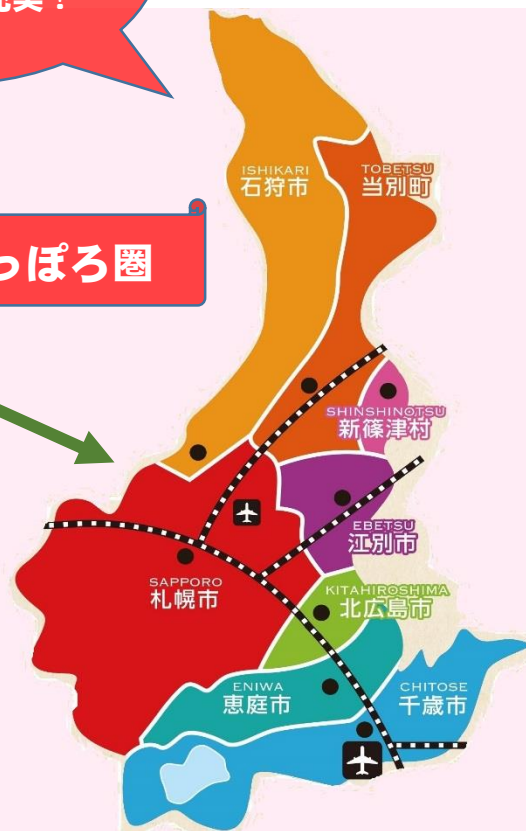 っぽろ圏
ISHIKARI
石狩市
TOBETSU
当別町
SHINSHINOTSU
新篠津村
EBETSU
江別市
SAPPORO
札幌市
KITAHIROSHIMA
北広島市
ENIWA
恵庭市
CHITOSE
千歳市